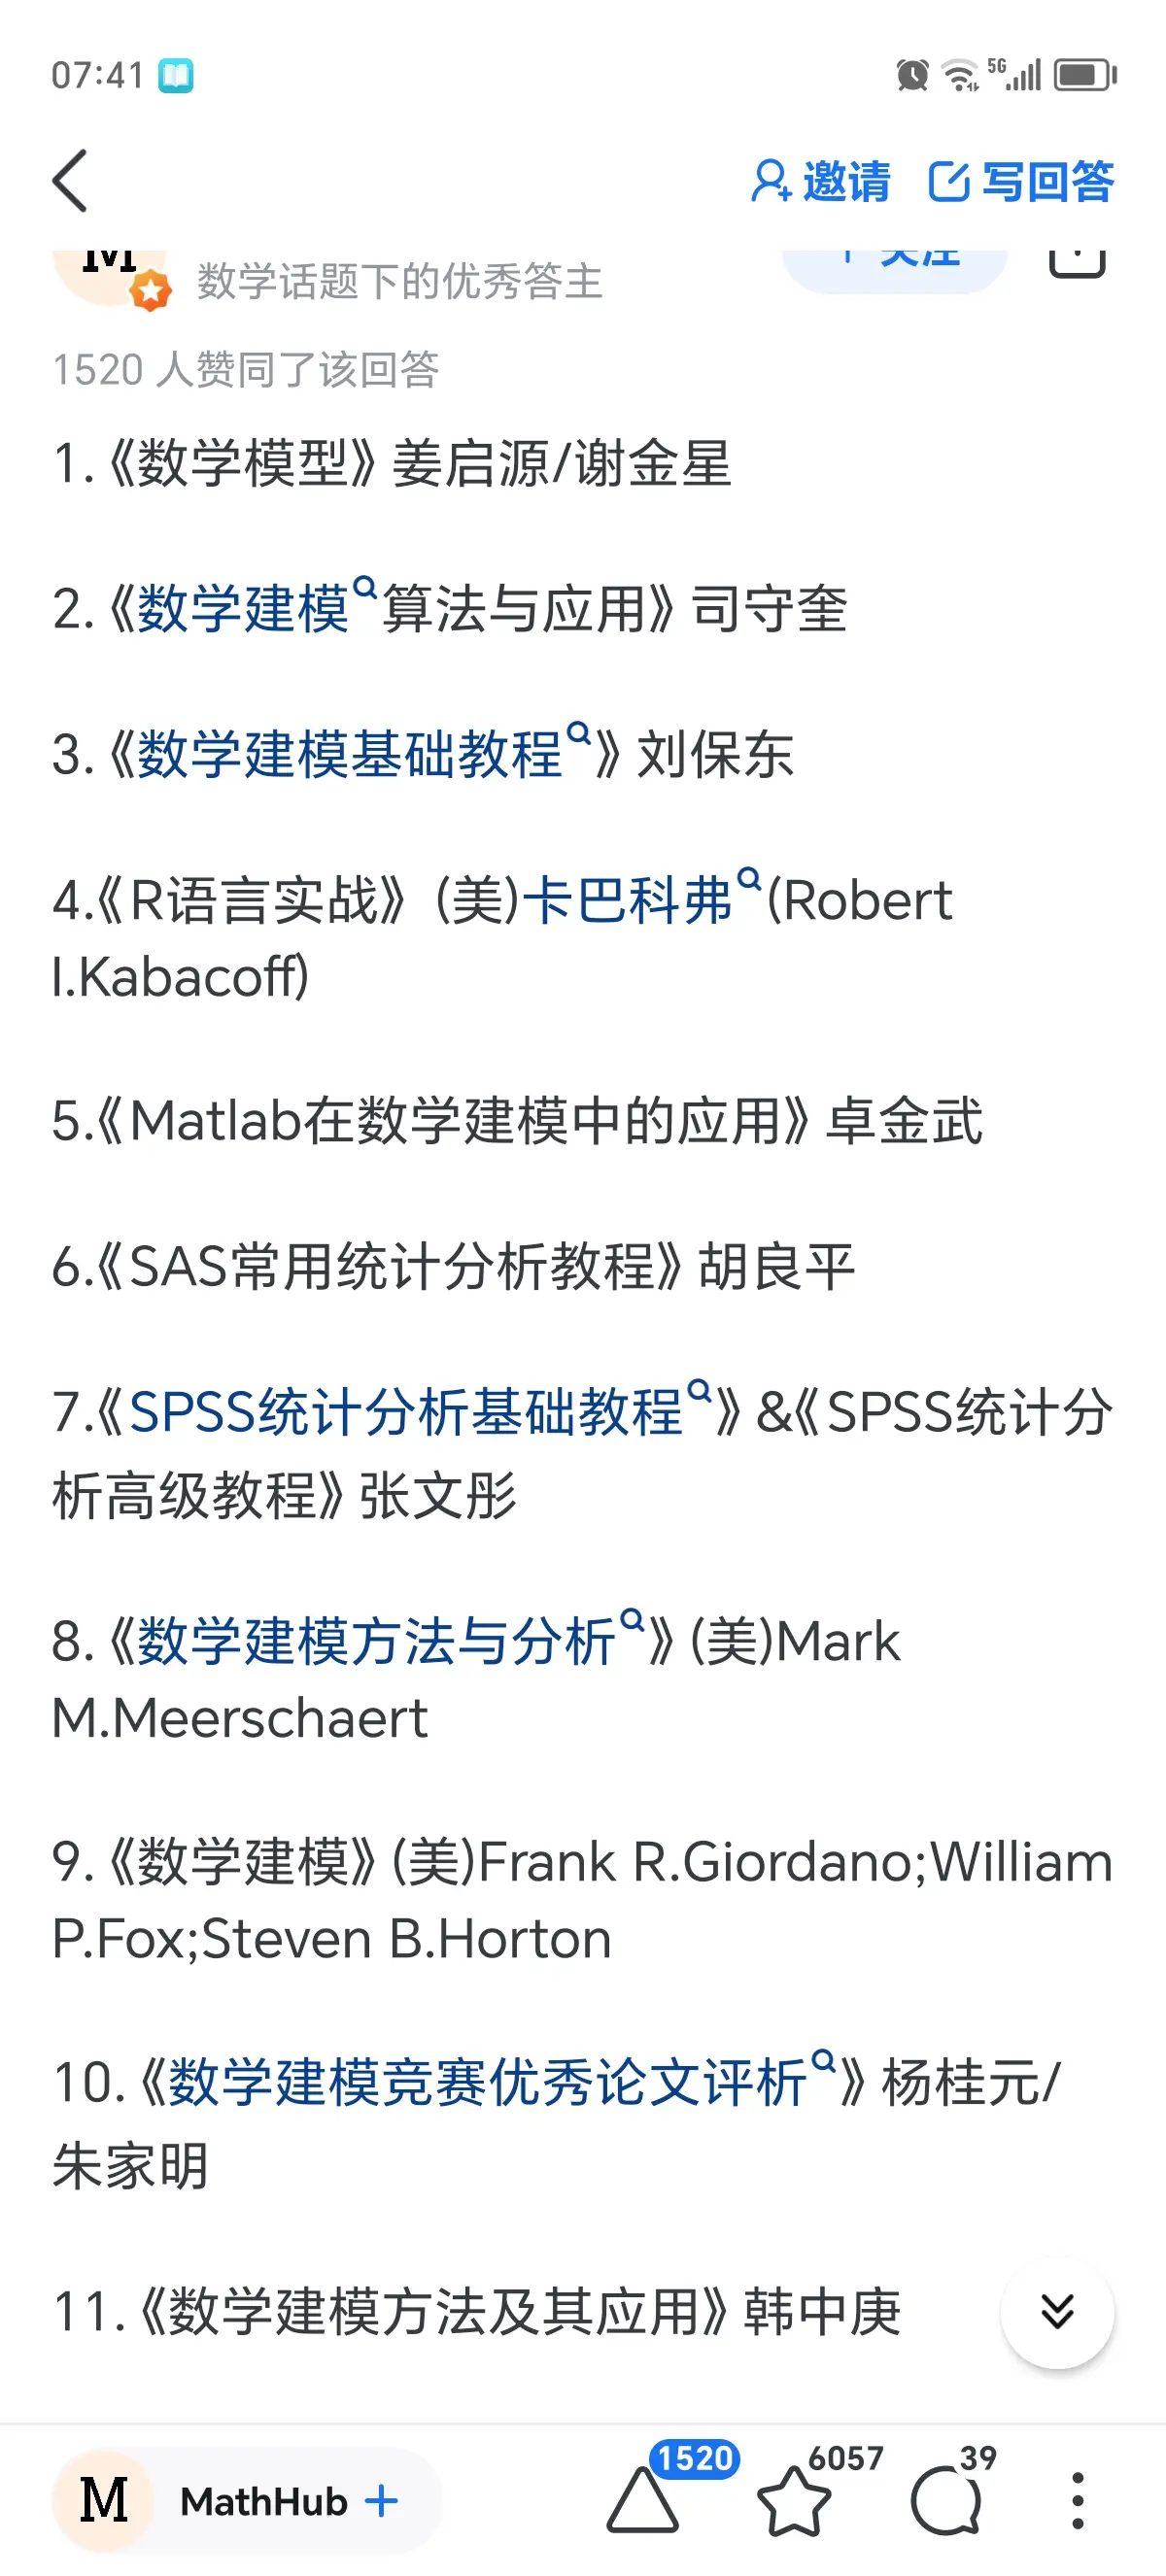 07:41
5G
邀请 写回答
M
数学话题下的优秀答主
+ 关注
1520 人赞同了该回答
1.《数学模型》姜启源/谢金星
2.《数学建模算法与应用》司守奎
3.《数学建模基础教程》刘保东
4.《R语言实战》(美)卡巴科弗(Robert
I.Kabacoff)
5.《Matlab在数学建模中的应用》卓金武
6.《SAS常用统计分析教程》胡良平
7.《SPSS统计分析基础教程》&《SPSS统计分
析高级教程》张文彤
8.《数学建模方法与分析》(美)Mark
M.Meerschaert
9.《数学建模》(美)Frank R.Giordano;William
P.Fox;Steven B.Horton
10.《数学建模竞赛优秀论文评析》杨桂元/
朱家明
11.《数学建模方法及其应用》韩中庚
M MathHub + 1520 6057 39